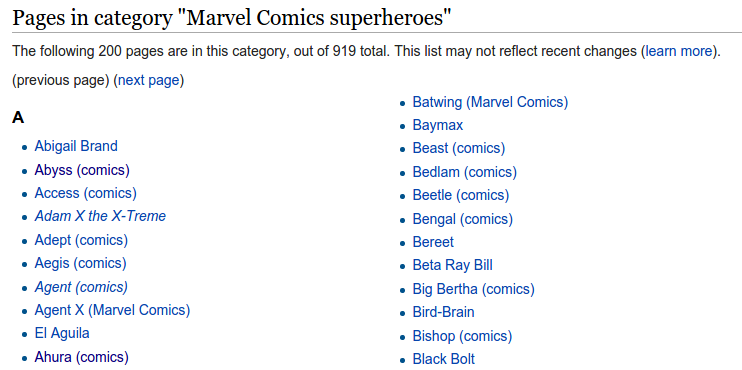 Pages in category "Marvel Comics superheroes"
The following 200 pages are in this category, out of 919 total. This list may not reflect recent changes (learn more).
(previous page) (next page)
A
Abigail Brand
Abyss (comics)
Access (comics)
Adam X the X-Treme
Adept (comics)
Aegis (comics)
Agent (comics)
Agent X (Marvel Comics)
El Aguila
Ahura (comics)
Batwing (Marvel Comics)
Baymax
Beast (comics)
Bedlam (comics)
Beetle (comics)
Bengal (comics)
Bereet
Beta Ray Bill
Big Bertha (comics)
Bird-Brain
Bishop (comics)
Black Bolt